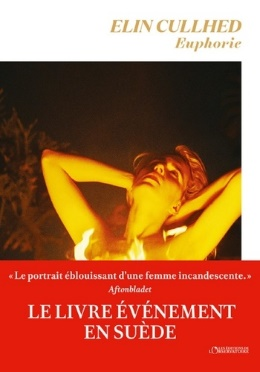 ELIN CULLHED
Euphorie
« Le portrait éblouissant d'une femme incandescente. »
Aftonbladet
LE LIVRE ÉVÉNEMENT
EN SUÈDE